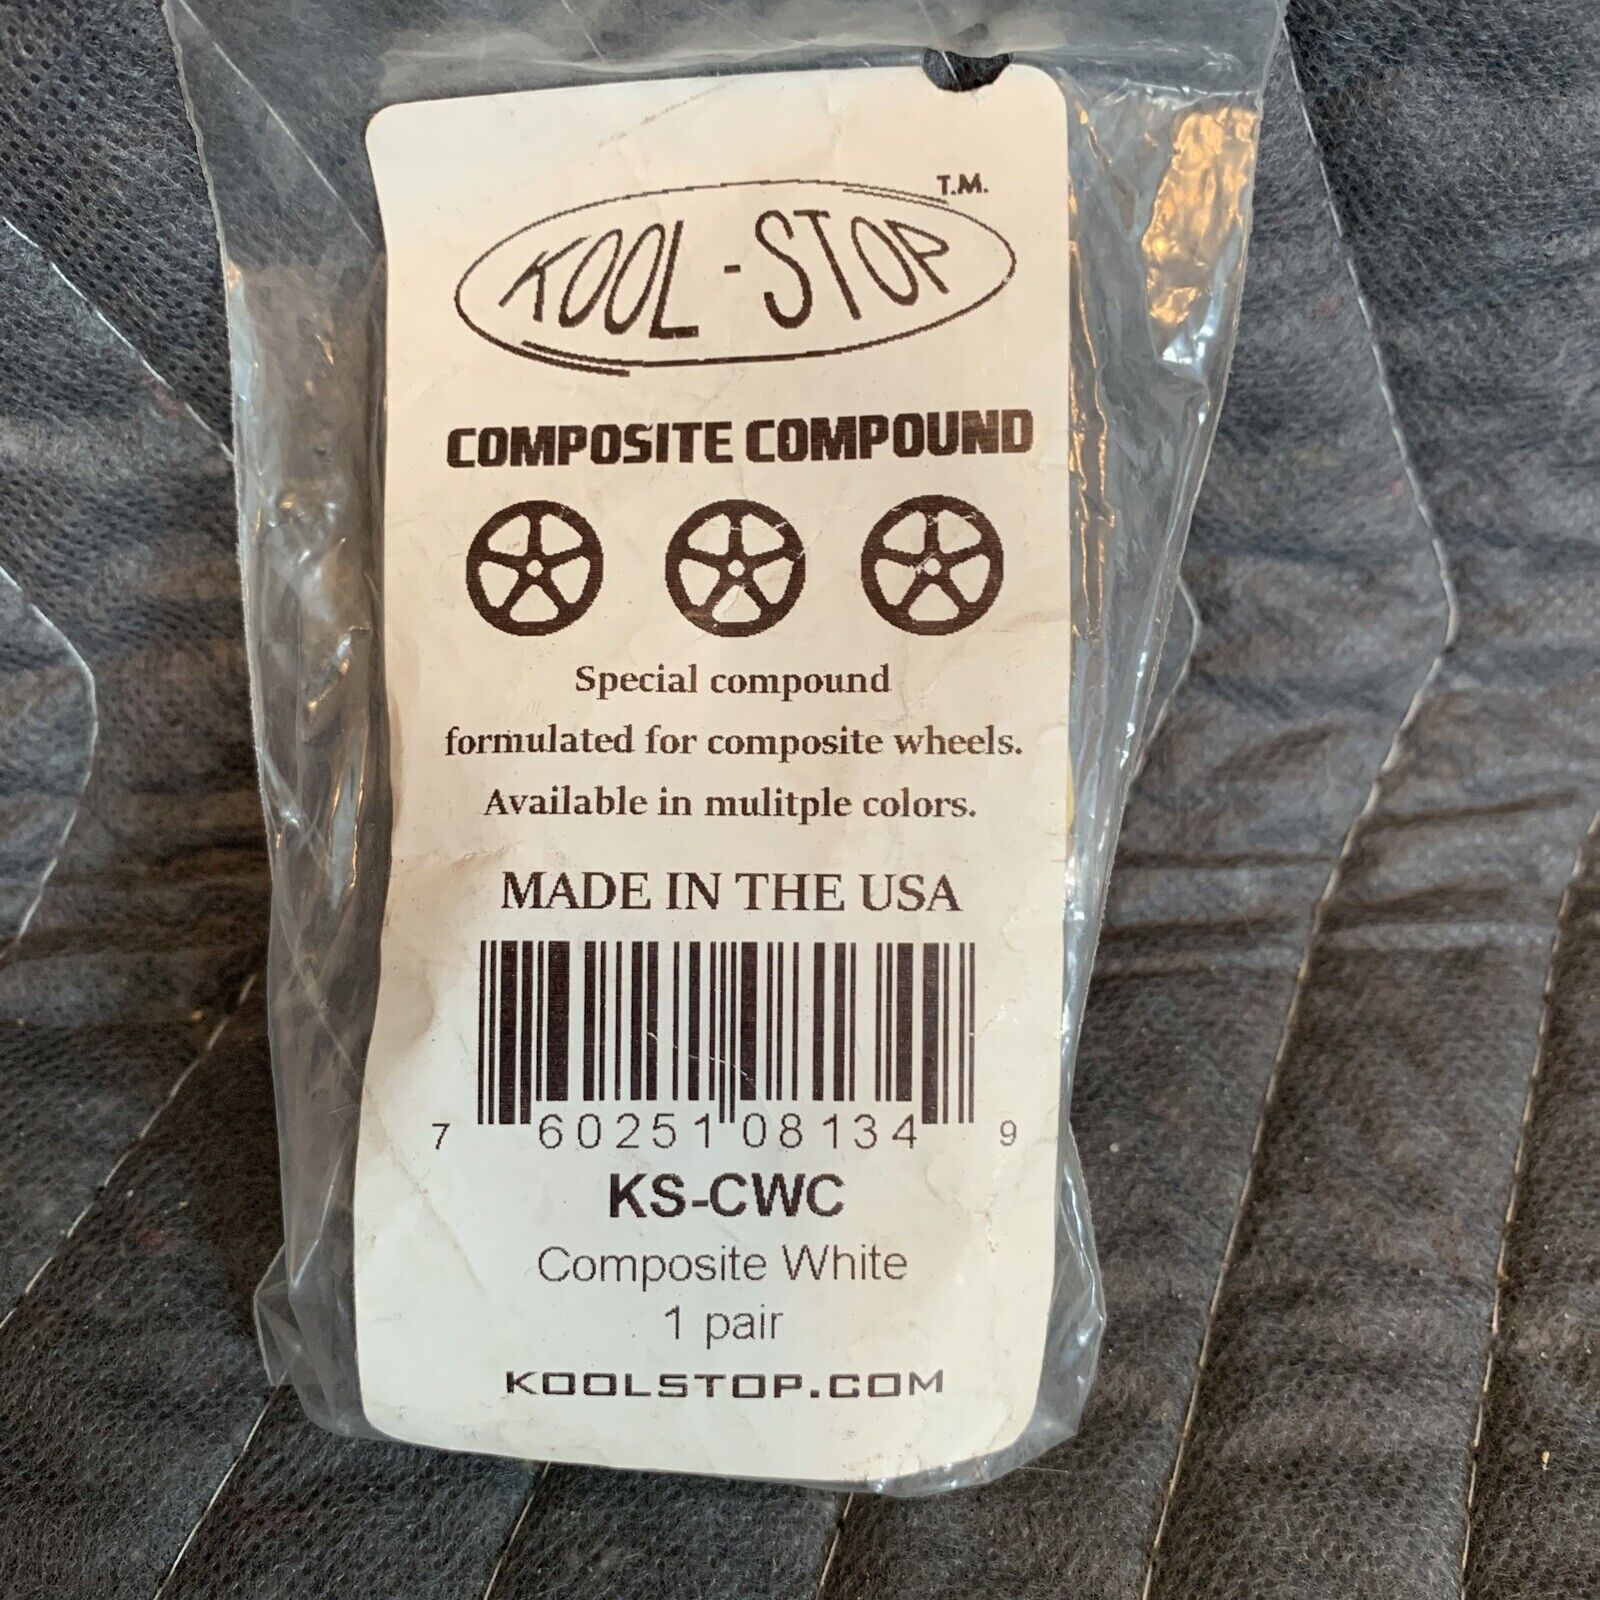 T.M.
KOOL-STOP
COMPOSITE COMPOUND
Special compound
formulated for composite wheels.
Available in mulitple colors.
MADE IN THE USA
7 60251 08134 9
KS-CWC
Composite White
1 pair
KOOLSTOP.COM